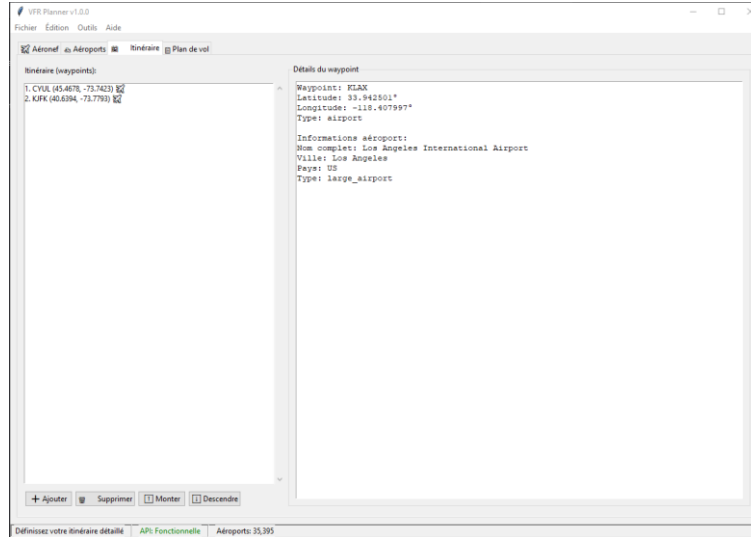 VFR Planner v1.0.0
Fichier Édition Outils Aide
Aéronef Aéroports Itinéraire Plan de vol
Itinéraire (waypoints):
1. CYUL (45.4678, -73.7423)
2. KJFK (40.6394, -73.7793)
+ Ajouter Supprimer Monter Descendre
Détails du waypoint
Waypoint: KLAX
Latitude: 33.942501°
Longitude: -118.407997°
Type: airport
Informations aéroport:
Nom complet: Los Angeles International Airport
Ville: Los Angeles
Pays: US
Type: large_airport
Définissez votre itinéraire détaillé API: Fonctionnelle Aéroports: 35,395